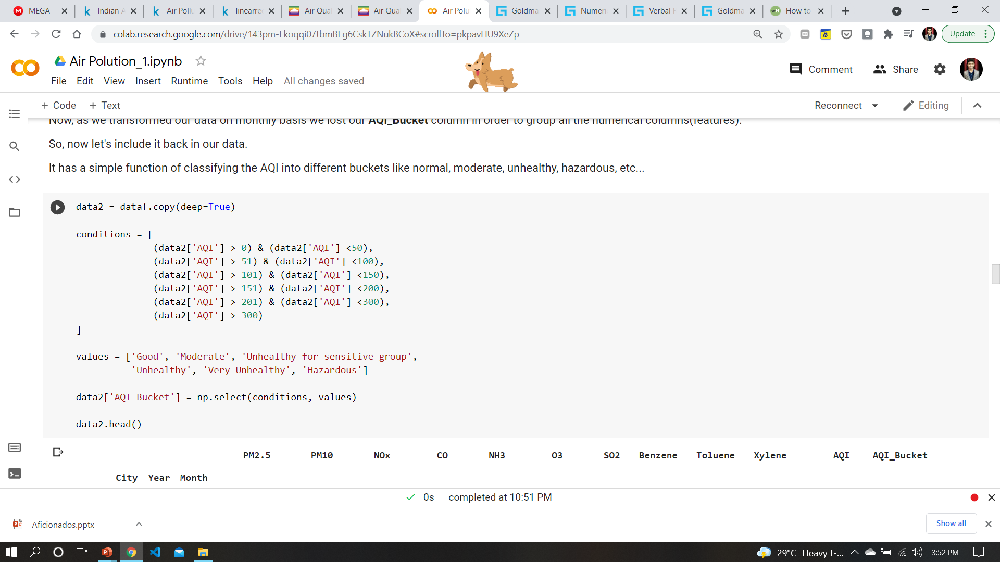 MEGA
Indian A
Air Pollu
linearreg
Air Qual
Air Qual
Air Polu
Goldma
Numeri
Verbal R
Goldma
How to
colab.research.google.com/drive/143pm-Fkoqqi07tbmBEg6CskTZNukBCoX#scrollTo=pkpavHU9XeZp
Update
Air Polution_1.ipynb
File Edit View Insert Runtime Tools Help All changes saved
Comment
Share
+ Code + Text
Reconnect
Editing
Now, as we transformed our data on monthly basis we lost our AQI_Bucket column in order to group all the numerical columns(features).
So, now let's include it back in our data.
It has a simple function of classifying the AQI into different buckets like normal, moderate, unhealthy, hazardous, etc...
data2 = dataf.copy(deep=True)
conditions = [
(data2['AQI'] > 0) & (data2['AQI'] <50),
(data2['AQI'] > 51) & (data2['AQI'] <100),
(data2['AQI'] > 101) & (data2['AQI'] <150),
(data2['AQI'] > 151) & (data2['AQI'] <200),
(data2['AQI'] > 201) & (data2['AQI'] <300),
(data2['AQI'] > 300)
]
values = ['Good', 'Moderate', 'Unhealthy for sensitive group',
'Unhealthy', 'Very Unhealthy', 'Hazardous']
data2['AQI_Bucket'] = np.select(conditions, values)
data2.head()
PM2.5 PM10 NOx CO NH3 O3 SO2 Benzene Toluene Xylene AQI AQI_Bucket
City Year Month
0s completed at 10:51 PM
Aficionados.pptx
Show all
29°C Heavy t-...
3:52 PM